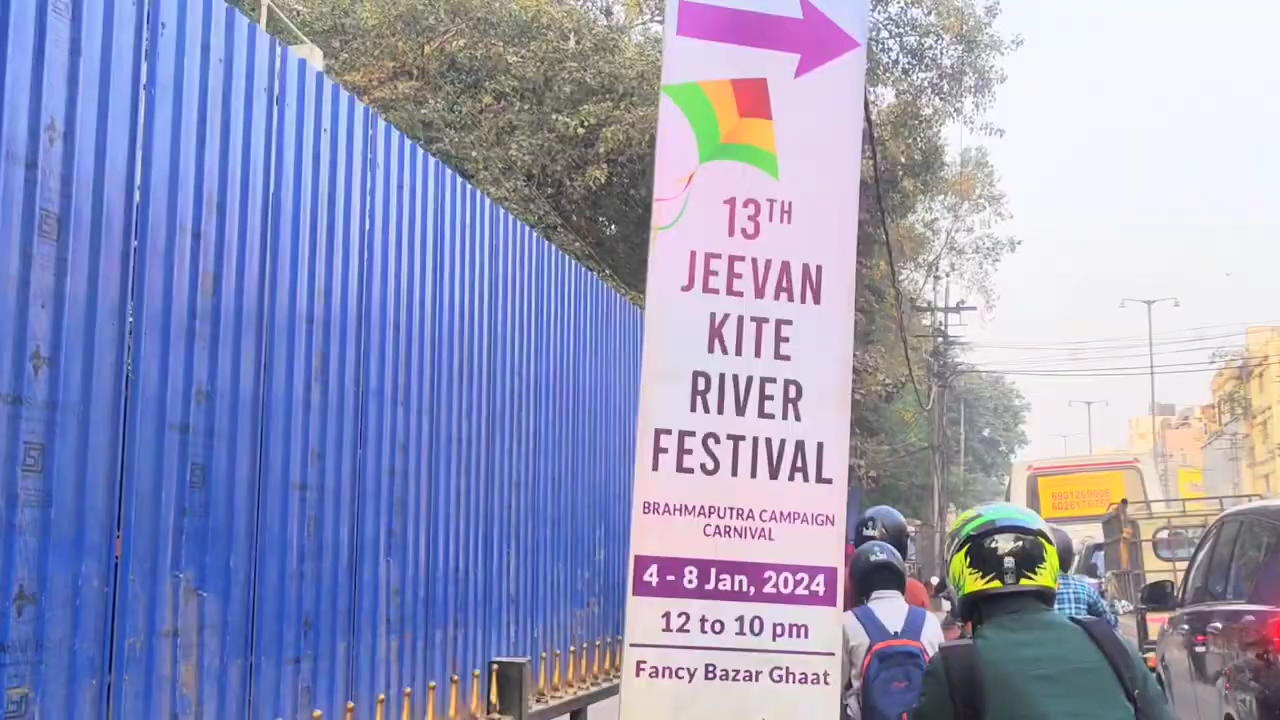 13TH
JEEVAN
KITE
RIVER
FESTIVAL
BRAHMAPUTRA CAMPAIGN
CARNIVAL
4 - 8 Jan, 2024
12 to 10 pm
Fancy Bazar Ghaat